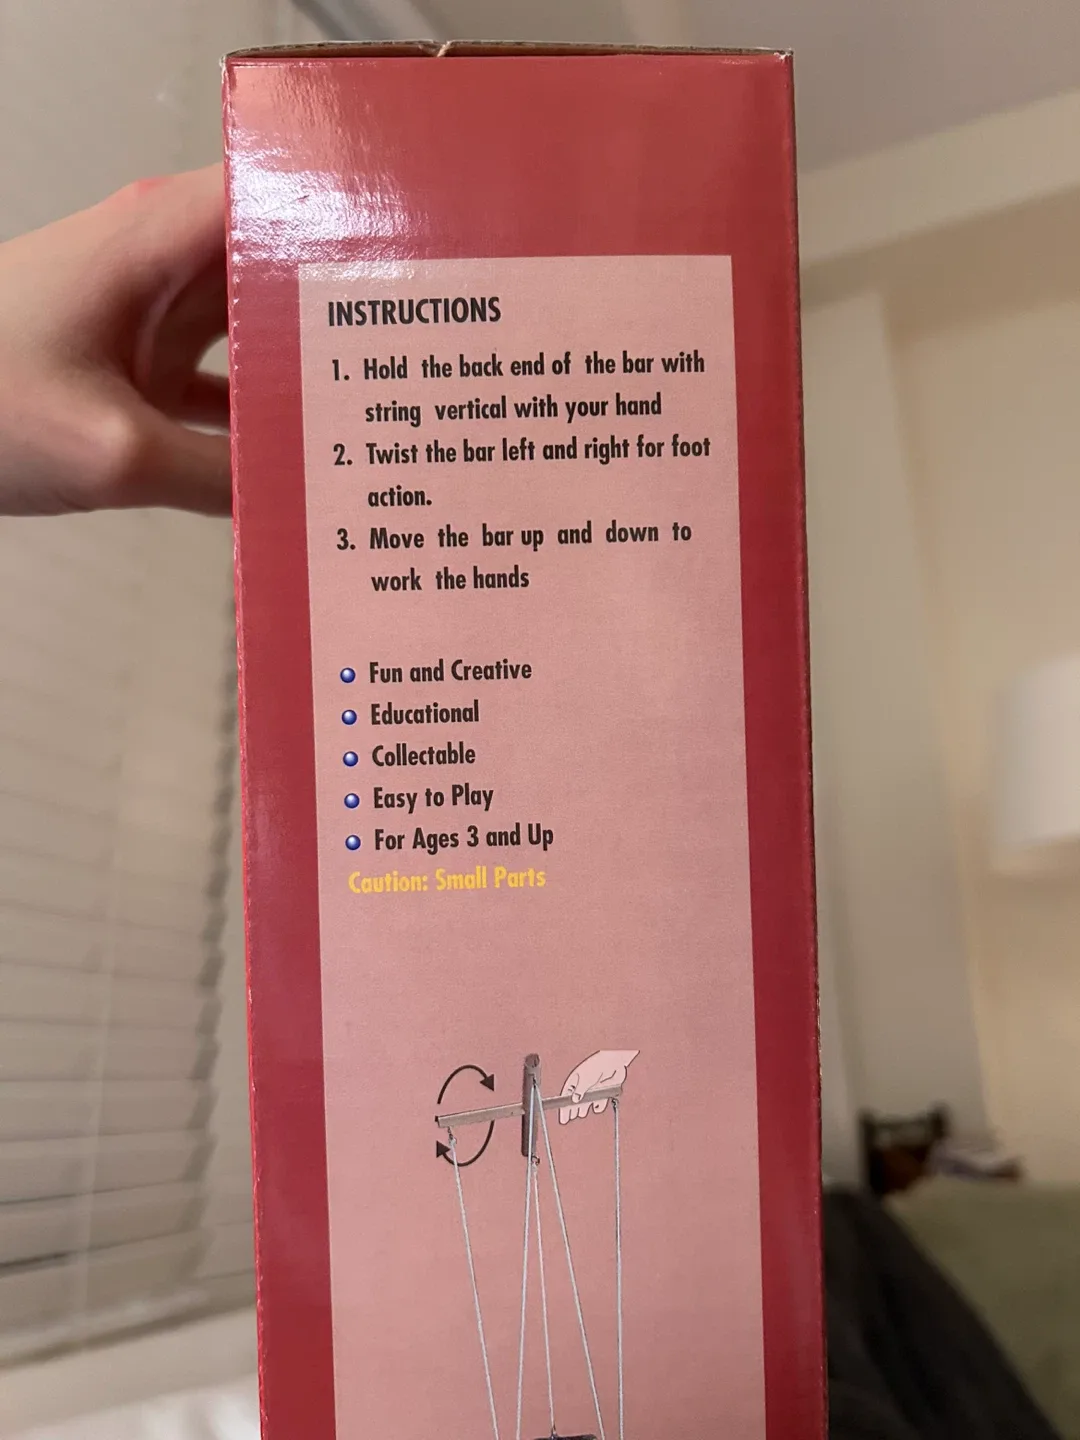 INSTRUCTIONS
1. Hold the back end of the bar with
string vertical with your hand
2. Twist the bar left and right for foot
action.
3. Move the bar up and down to
work the hands
Fun and Creative
Educational
Collectable
Easy to Play
For Ages 3 and Up
Caution: Small Parts